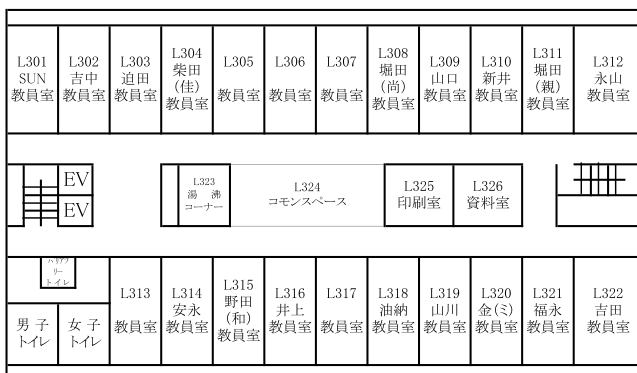 L301
SUN
教員室
L302
吉中
教員室
L303
迫田
教員室
L304
柴田
(佳)
教員室
L305
教員室
L306
教員室
L307
教員室
L308
堀田
(尚)
教員室
L309
山口
教員室
L310
新井
教員室
L311
堀田
(親)
教員室
L312
永山
教員室
EV
EV
L323
湯 沸
コーナー
L324
コモンスペース
L325
印刷室
L326
資料室
リー
トイレ
男 子
トイレ
女 子
トイレ
L313
教員室
L314
安永
教員室
L315
野田
(和)
教員室
L316
井上
教員室
L317
教員室
L318
油納
教員室
L319
山川
教員室
L320
金(ミ)
教員室
L321
福永
教員室
L322
吉田
教員室